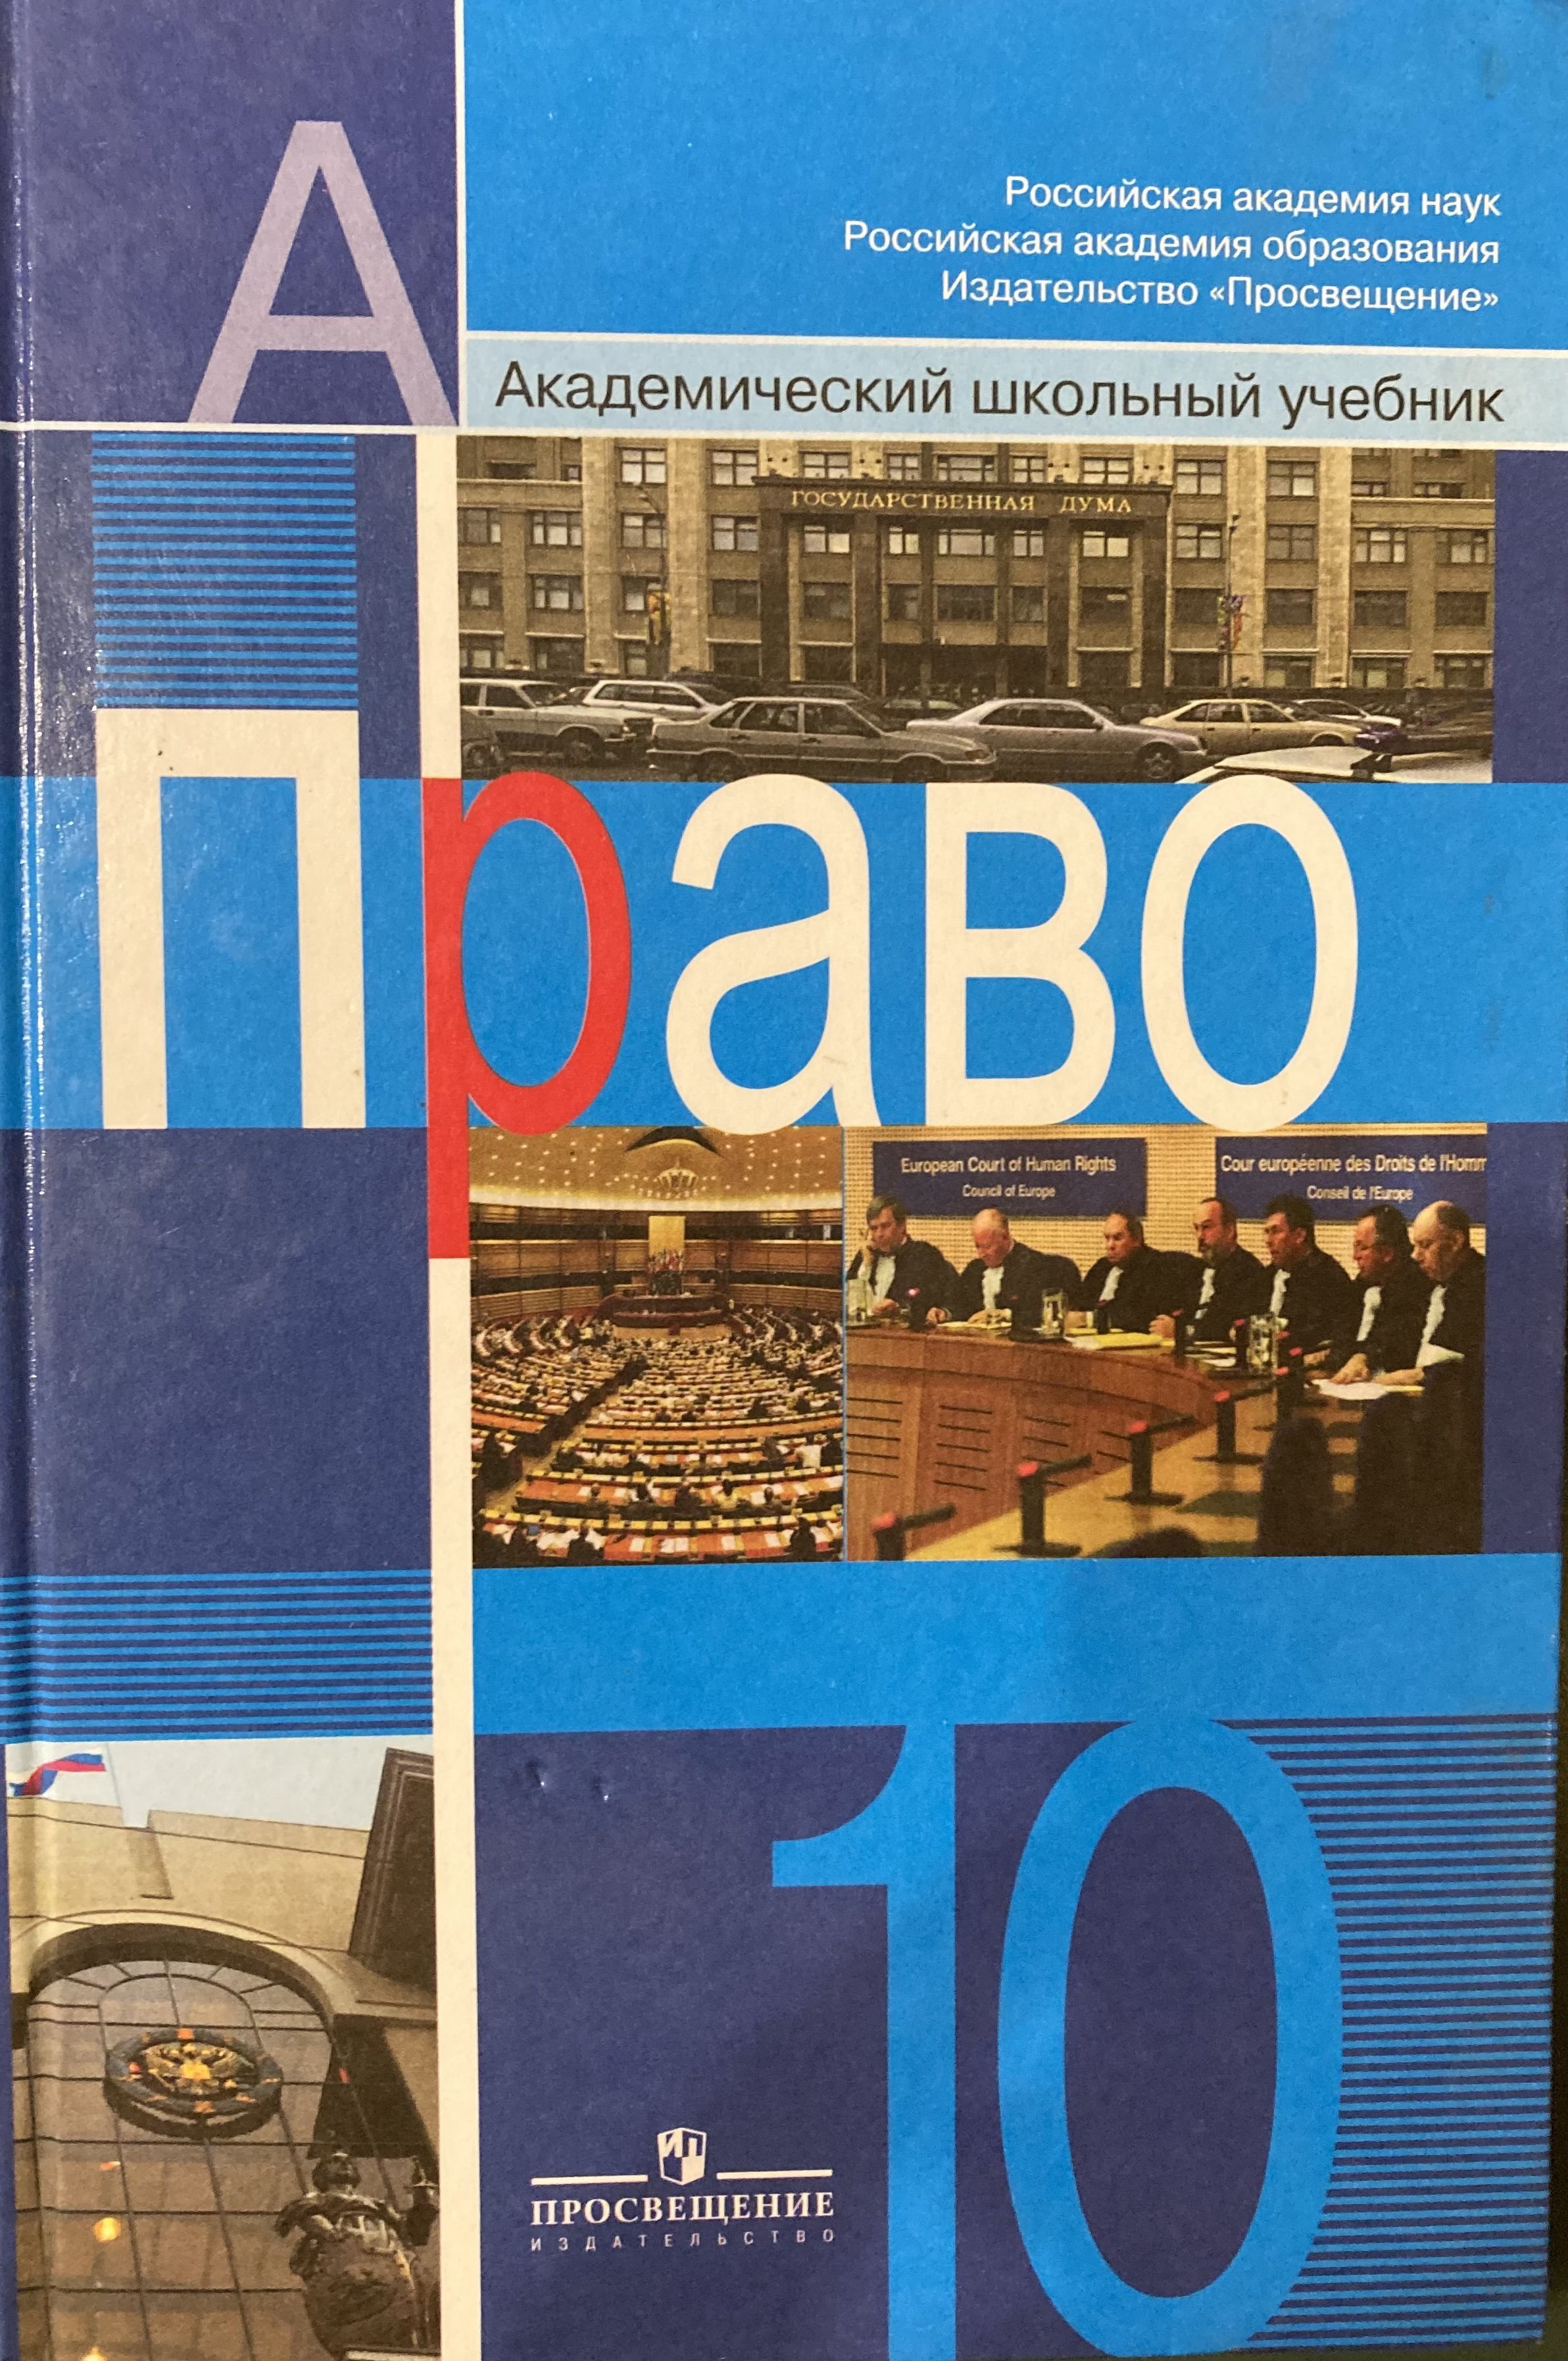 А
Российская академия наук
Российская академия образования
Издательство «Просвещение»
Академический школьный учебник
ГОСУДАРСТВЕННАЯ ДУМА
Право
European Court of Human Rights
Council of Europe
Cour européenne des Droits de l'Homm
Conseil de l'Europe
10
ИП
ПРОСВЕЩЕНИЕ
ИЗДАТЕЛЬСТВО